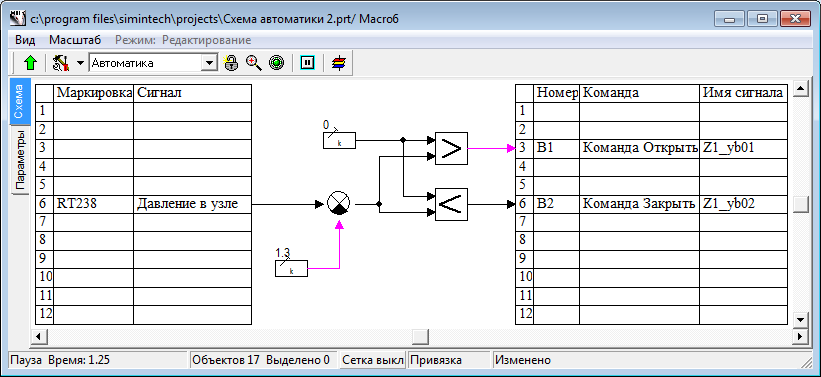 c:\program files\simintech\projects\Схема автоматики 2.prt/ Macro6
Вид Масштаб Режим: Редактирование
Автоматика
Схема
Параметры
Маркировка Сигнал
1
2
3
4
5
6 RT238 Давление в узле
7
8
9
10
11
12
0
k
>
<
1.3
k
Номер Команда Имя сигнала
1
2
3 B1 Команда Открыть Z1_yb01
4
5
6 B2 Команда Закрыть Z1_yb02
7
8
9
10
11
12
Пауза Время: 1.25 Объектов 17 Выделено 0 Сетка выкл Привязка Изменено